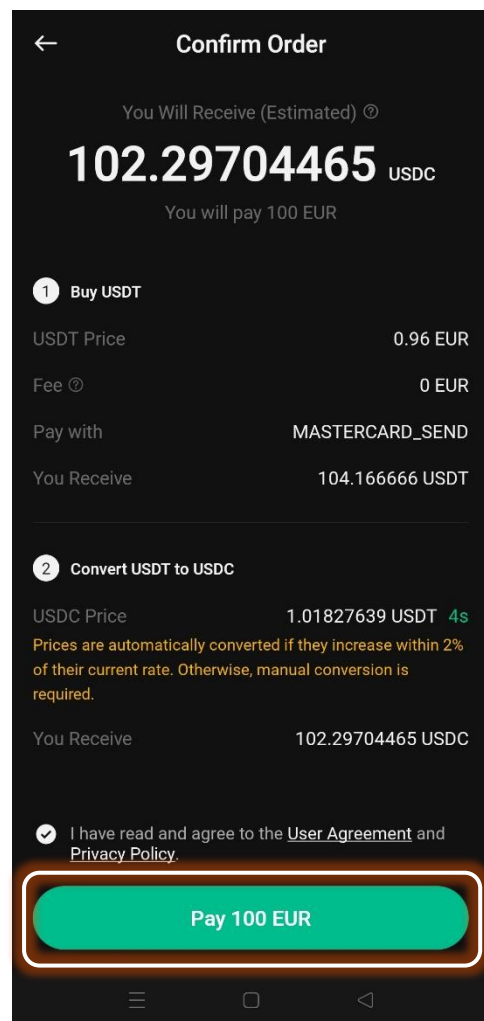 Confirm Order
You Will Receive (Estimated) ?
102.29704465 USDC
You will pay 100 EUR
1 Buy USDT
USDT Price 0.96 EUR
Fee ? 0 EUR
Pay with MASTERCARD_SEND
You Receive 104.166666 USDT
2 Convert USDT to USDC
USDC Price 1.01827639 USDT 4s
Prices are automatically converted if they increase within 2%
of their current rate. Otherwise, manual conversion is
required.
You Receive 102.29704465 USDC
I have read and agree to the User Agreement and
Privacy Policy.
Pay 100 EUR